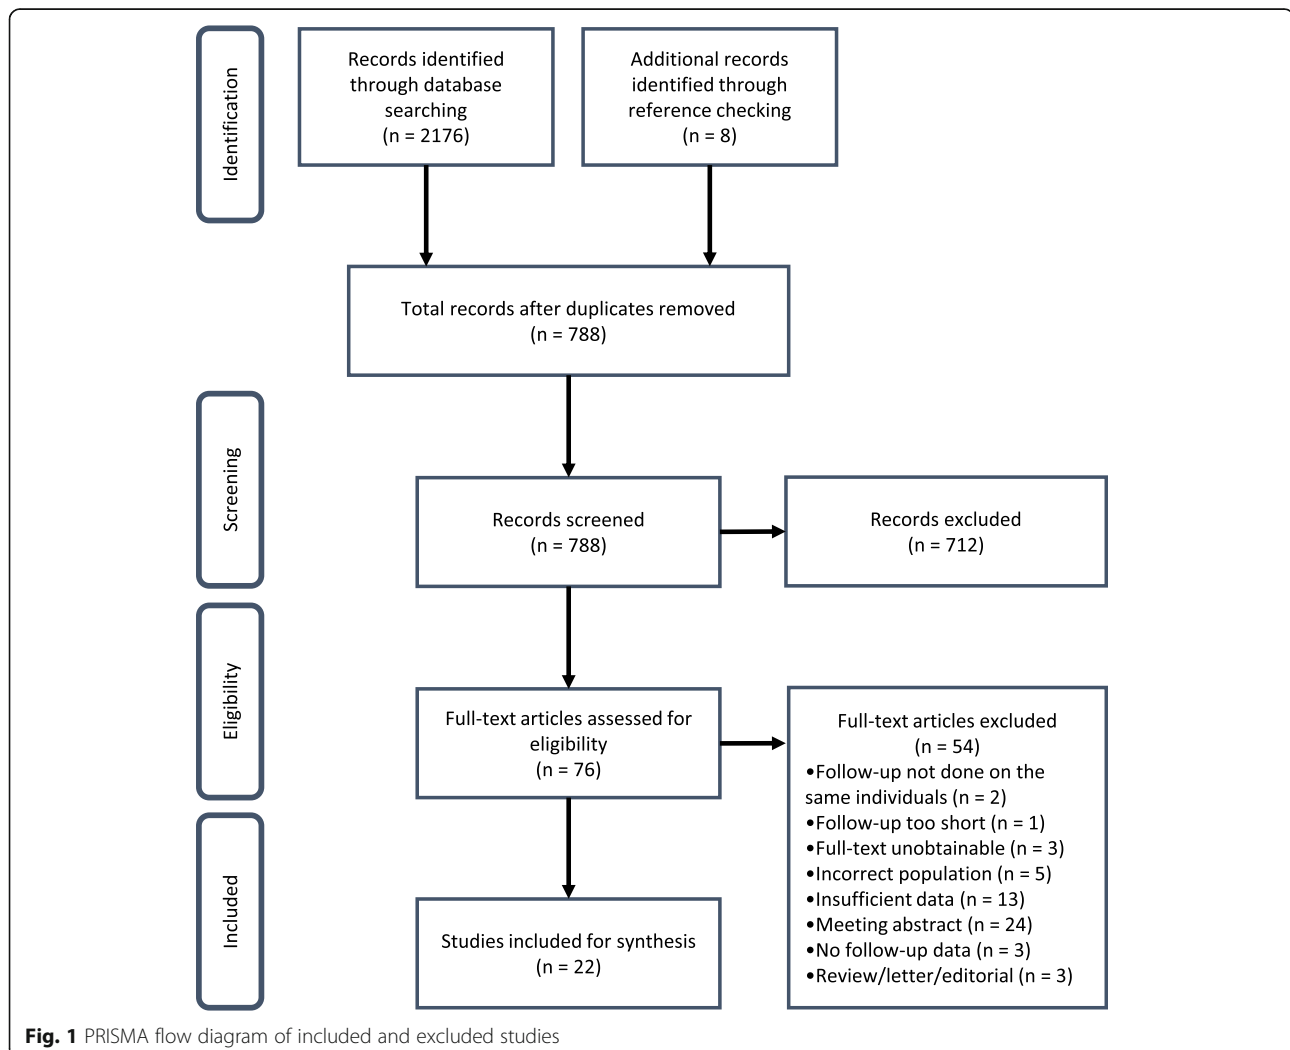 Identification
Records identified
through database
searching
(n = 2176)
Additional records
identified through
reference checking
(n = 8)
Total records after duplicates removed
(n = 788)
Screening
Records screened
(n = 788)
Records excluded
(n = 712)
Eligibility
Full-text articles assessed for
eligibility
(n = 76)
Full-text articles excluded
(n = 54)
•Follow-up not done on the
same individuals (n = 2)
•Follow-up too short (n = 1)
•Full-text unobtainable (n = 3)
•Incorrect population (n = 5)
•Insufficient data (n = 13)
•Meeting abstract (n = 24)
•No follow-up data (n = 3)
•Review/letter/editorial (n = 3)
Included
Studies included for synthesis
(n = 22)
Fig. 1 PRISMA flow diagram of included and excluded studies